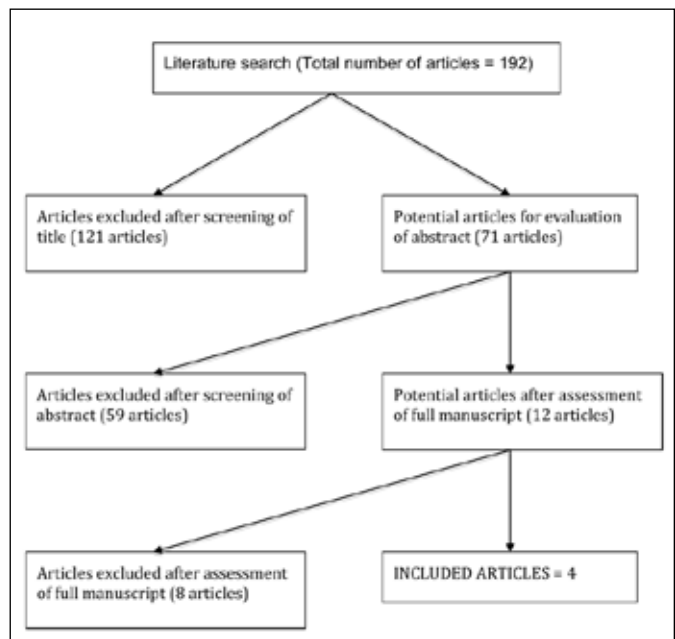 Literature search (Total number of articles = 192)
Articles excluded after screening of
title (121 articles)
Potential articles for evaluation
of abstract (71 articles)
Articles excluded after screening of
abstract (59 articles)
Potential articles after assessment
of full manuscript (12 articles)
Articles excluded after assessment
of full manuscript (8 articles)
INCLUDED ARTICLES = 4